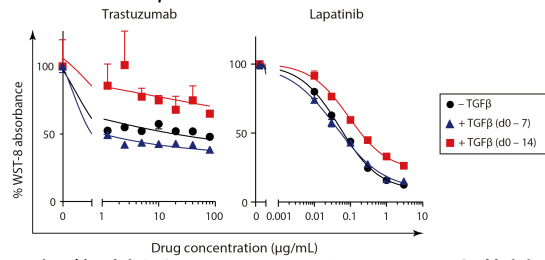 Trastuzumab
Lapatinib
% WST-8 absorbance
100
50
0
0
1
10
100
100
50
0
0
0.001
0.01
0.1
1
10
– TGFβ
+ TGFβ (d0 – 7)
+ TGFβ (d0 – 14)
Drug concentration (μg/mL)